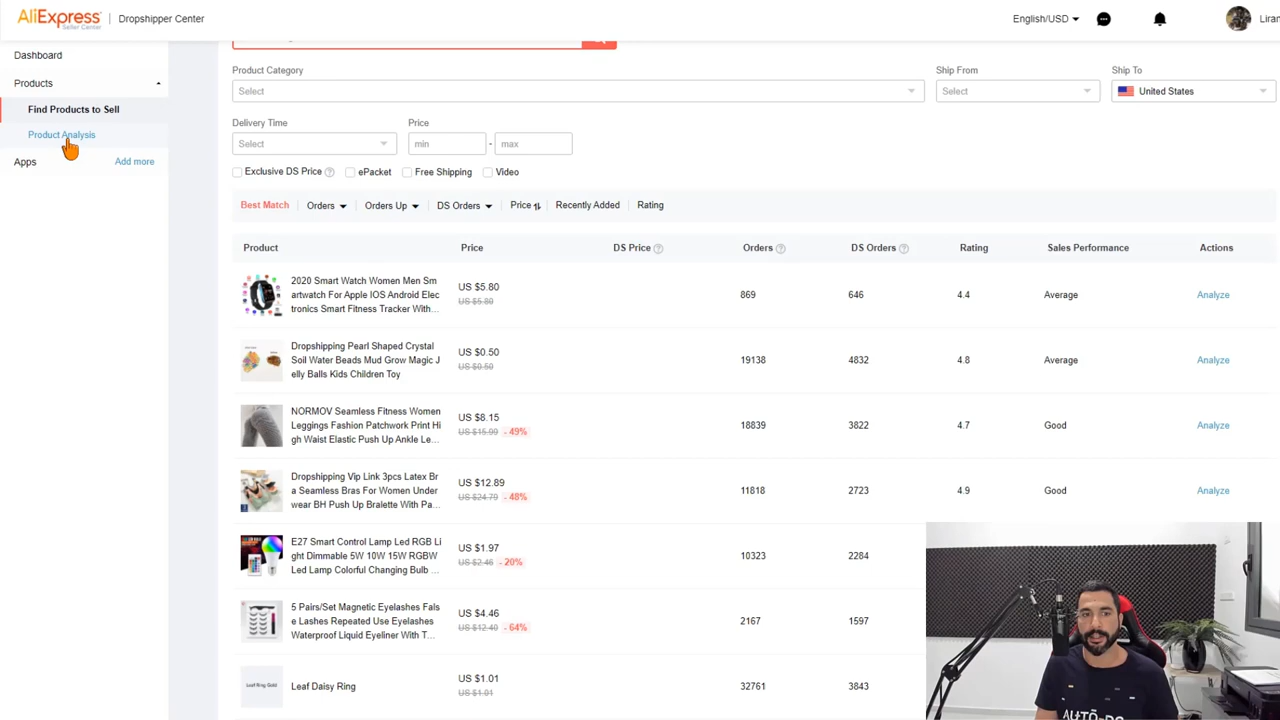 AliExpress
Seller Center
Dropshipper Center
English/USD
Liran
Dashboard
Products
Find Products to Sell
Product Analysis
Apps
Add more
Product Category
Ship From
Ship To
Select
Select
United States
Delivery Time
Price
Select
min
-
max
Exclusive DS Price
ePacket
Free Shipping
Video
Best Match
Orders
Orders Up
DS Orders
Price
Recently Added
Rating
Product
Price
DS Price
Orders
DS Orders
Rating
Sales Performance
Actions
2020 Smart Watch Women Men Sm
artwatch For Apple IOS Android Elec
tronics Smart Fitness Tracker With...
US $5.80
US $5.80
869
646
4.4
Average
Analyze
Dropshipping Pearl Shaped Crystal
Soil Water Beads Mud Grow Magic J
elly Balls Kids Children Toy
US $0.50
US $0.50
19138
4832
4.8
Average
Analyze
NORMOV Seamless Fitness Women
Leggings Fashion Patchwork Print Hi
gh Waist Elastic Push Up Ankle Le...
US $8.15
US $15.99 - 49%
18839
3822
4.7
Good
Analyze
Dropshipping Vip Link 3pcs Latex Br
a Seamless Bras For Women Under
wear BH Push Up Bralette With Pa...
US $12.89
US $24.79 - 48%
11818
2723
4.9
Good
Analyze
E27 Smart Control Lamp Led RGB Li
ght Dimmable 5W 10W 15W RGBW
Led Lamp Colorful Changing Bulb ...
US $1.97
US $2.46 - 20%
10323
2284
5 Pairs/Set Magnetic Eyelashes Fals
e Lashes Repeated Use Eyelashes
Waterproof Liquid Eyeliner With T...
US $4.46
US $12.40 - 64%
2167
1597
Leaf Ring Gold
Leaf Daisy Ring
US $1.01
US $1.01
32761
3843
AUTO-DS